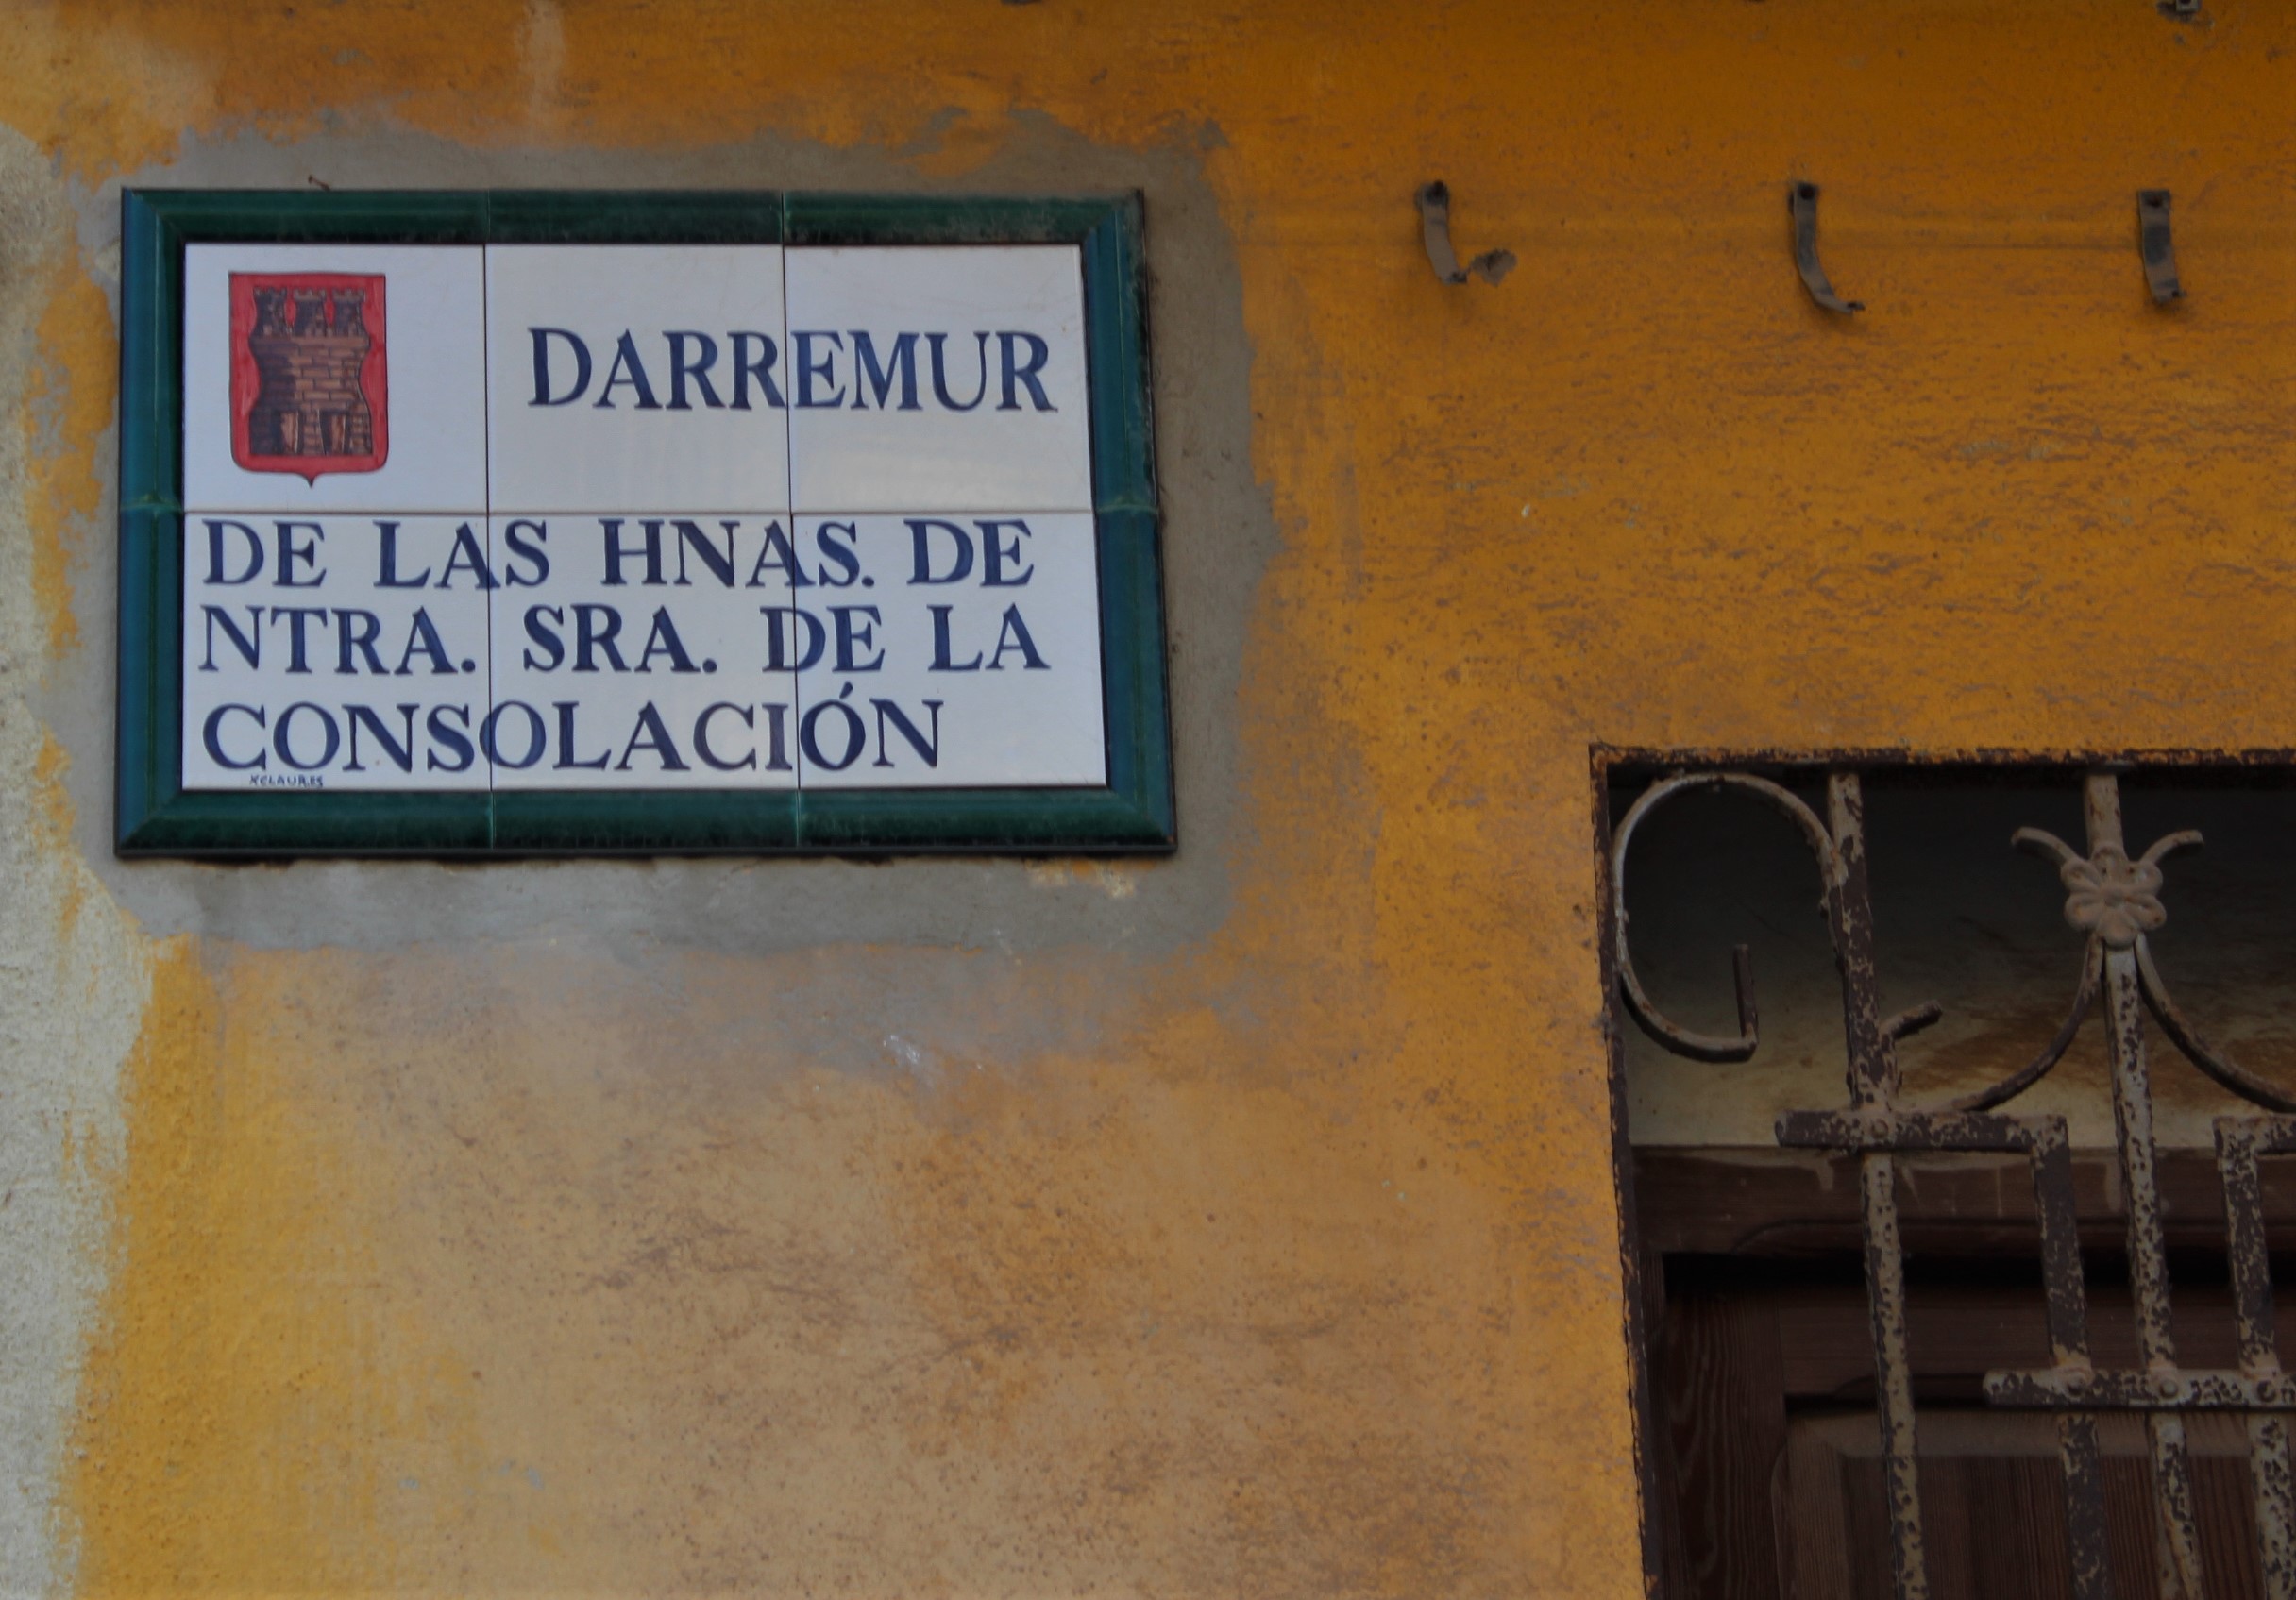 DARREMUR
DE LAS HNAS. DE
NTRA. SRA. DE LA
CONSOLACIÓN